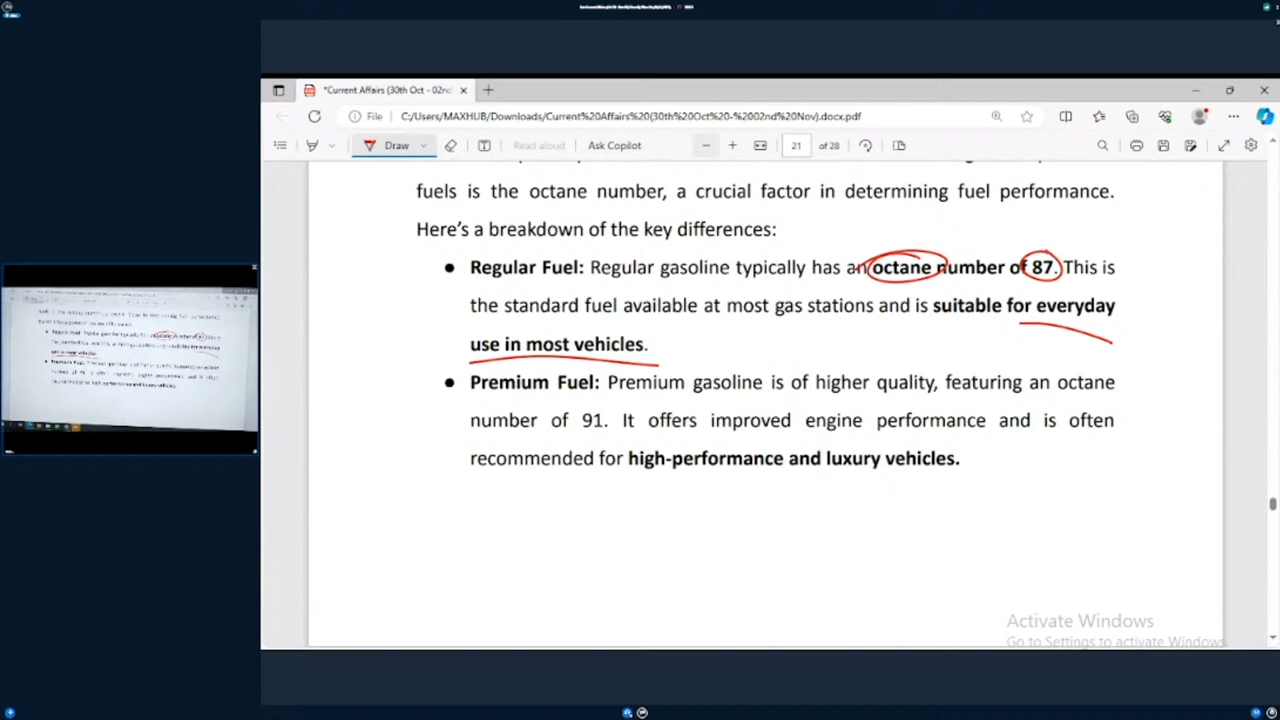 *Current Affairs (30th Oct - 02nd
File
C:/Users/MAXHUB/Downloads/Current%20Affairs%20(30th%20Oct%20-%2002nd%20Nov).docx.pdf
Draw
Read aloud
Ask Copilot
21
of 28
fuels is the octane number, a crucial factor in determining fuel performance.
Here’s a breakdown of the key differences:
● Regular Fuel: Regular gasoline typically has an octane number of 87. This is
the standard fuel available at most gas stations and is suitable for everyday
use in most vehicles.
● Premium Fuel: Premium gasoline is of higher quality, featuring an octane
number of 91. It offers improved engine performance and is often
recommended for high-performance and luxury vehicles.
Activate Windows
Go to Settings to activate Windows.